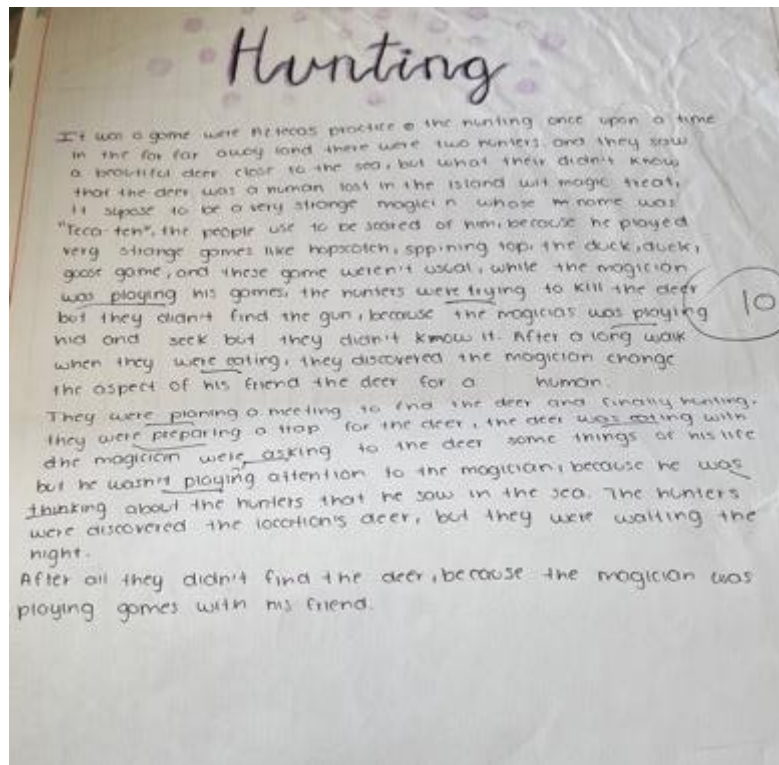 Hunting
It was a game were Aztecas practice the hunting once upon a time
in the far far away land there were two hunters and they saw
a beautiful deer close to the sea, but what their didn't know
that the deer was a human lost in the island wit magic treat,
it supose to be a very strange magician whose name was
"Teca-ten", the people use to be scared of him, because he played
very strange games like hopscotch, sppining top, the duck, duck,
goose game, and these game weren't usual, while the magician
was playing his games, the hunters were trying to kill the deer
but they didn't find the gun, because the magicias was playing
hid and seek but they didn't know it. After a long walk
when they were eating, they discovered the magician change
the aspect of his friend the deer for a human.
They were planing a meeting to find the deer and finally hunting.
they were preparing a trap for the deer, the deer was eating with
dhe magiciam were asking to the deer some things of his life
but he wasn't playing attention to the magician, because he was
thinking about the hunters that he saw in the sea. The hunters
were discovered the location's deer, but they were waiting the
night.
After all they didn't find the deer, because the magician was
playing games with his friend.
10